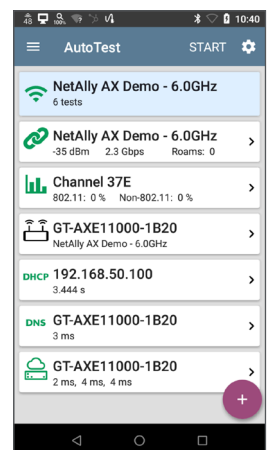 48 10:40
AutoTest START
NetAlly AX Demo - 6.0GHz
6 tests
NetAlly AX Demo - 6.0GHz
-35 dBm 2.3 Gbps Roams: 0
Channel 37E
802.11: 0 % Non-802.11: 0 %
GT-AXE11000-1B20
NetAlly AX Demo - 6.0GHz
DHCP 192.168.50.100
3.444 s
DNS GT-AXE11000-1B20
3 ms
GT-AXE11000-1B20
2 ms, 4 ms, 4 ms